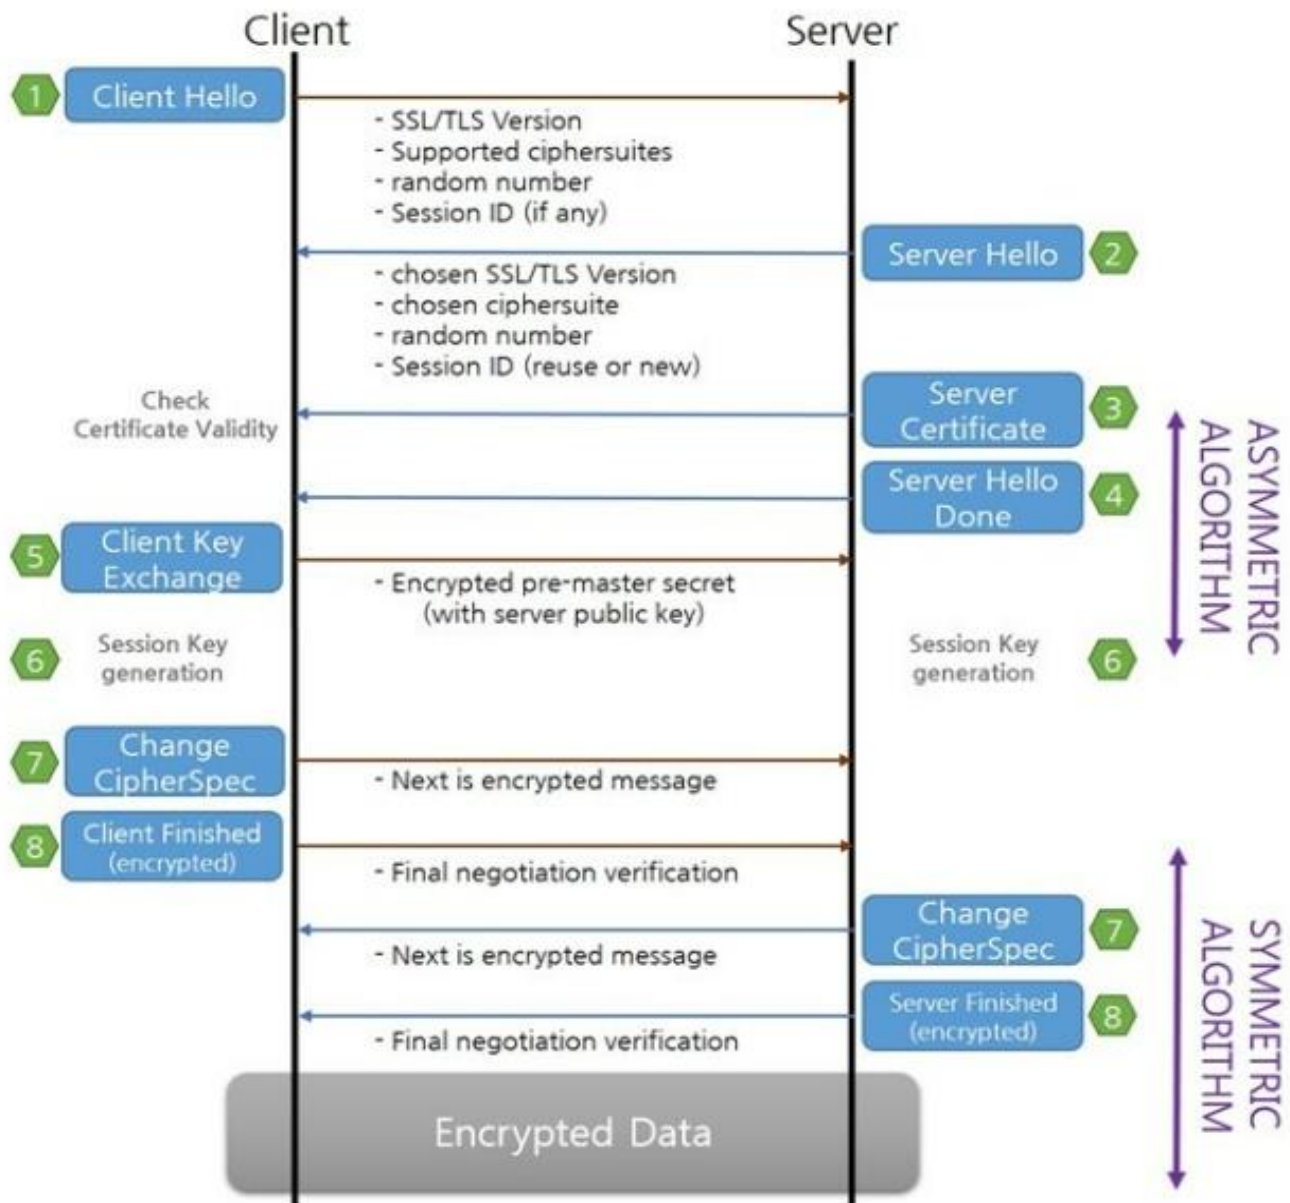 Client
Server
1
Client Hello
- SSL/TLS Version
- Supported ciphersuites
- random number
- Session ID (if any)
Server Hello
2
- chosen SSL/TLS Version
- chosen ciphersuite
- random number
- Session ID (reuse or new)
Check
Certificate Validity
Server
Certificate
3
Server Hello
Done
4
5
Client Key
Exchange
- Encrypted pre-master secret
(with server public key)
ASYMMETRIC
ALGORITHM
6
Session Key
generation
Session Key
generation
6
7
Change
CipherSpec
- Next is encrypted message
8
Client Finished
(encrypted)
- Final negotiation verification
Change
CipherSpec
7
- Next is encrypted message
Server Finished
(encrypted)
8
- Final negotiation verification
SYMMETRIC
ALGORITHM
Encrypted Data